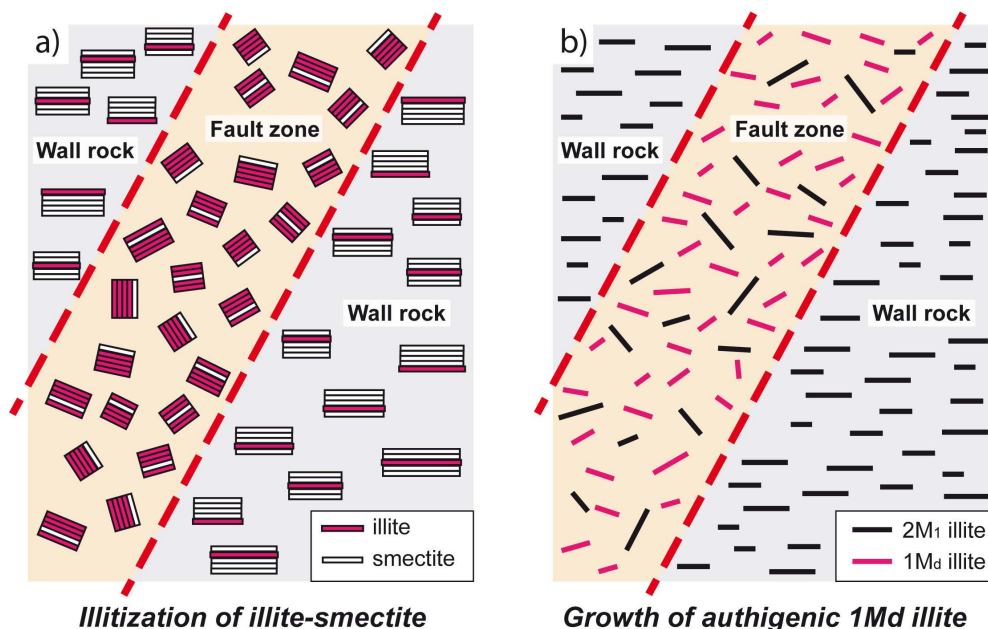 a)
Fault zone
Wall rock
Wall rock
illite
smectite
Illitization of illite-smectite
b)
Fault zone
Wall rock
Wall rock
2M₁ illite
1Md illite
Growth of authigenic 1Md illite